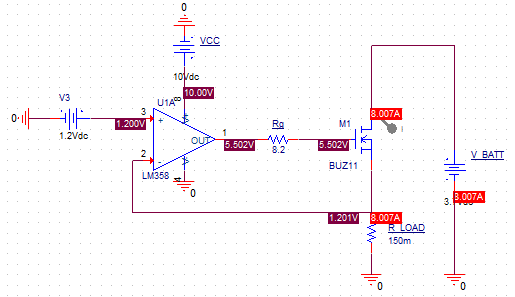 0
VCC
10Vdc
8
10.00V
V3
U1A
0
1.2Vdc
1.200V
3
+
OUT
1
5.502V
Rg
8.2
5.502V
M1
8.007A
I
BUZ11
V_BATT
8.007A
2
-
LM358
4
0
1.201V
8.007A
R_LOAD
150m
0
0